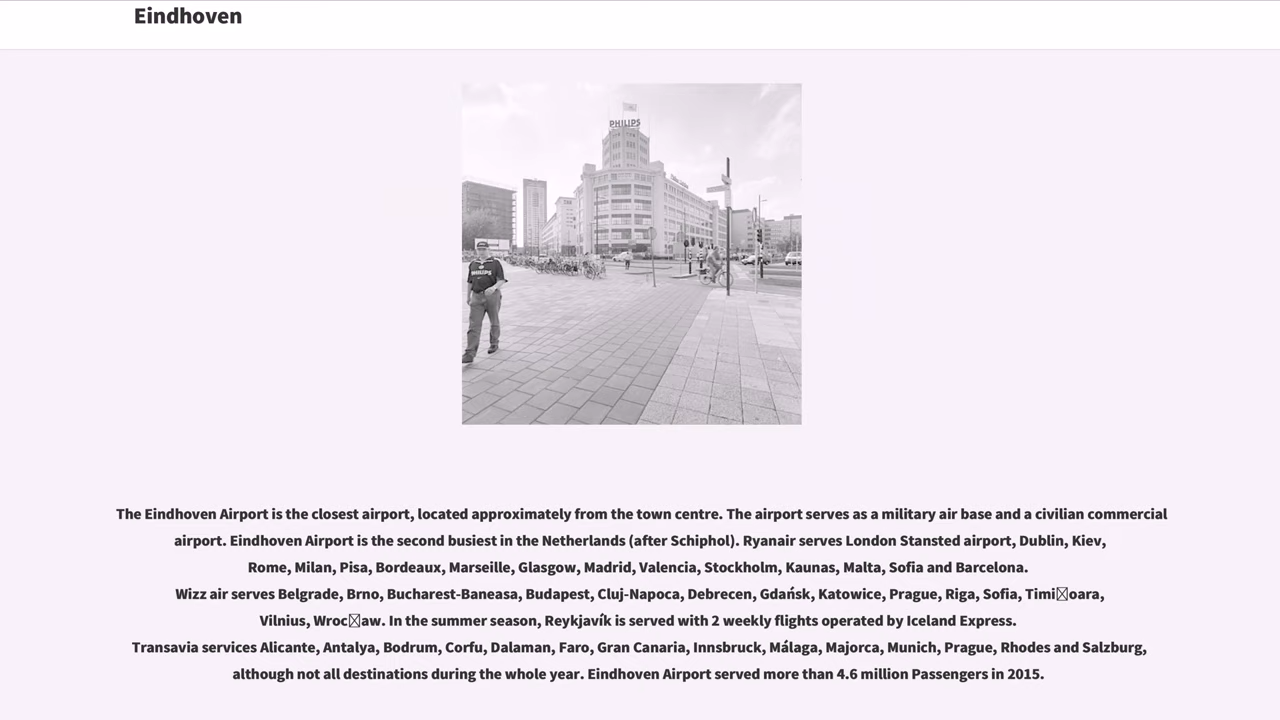 Eindhoven
PHILIPS
PHILIPS
The Eindhoven Airport is the closest airport, located approximately from the town centre. The airport serves as a military air base and a civilian commercial
airport. Eindhoven Airport is the second busiest in the Netherlands (after Schiphol). Ryanair serves London Stansted airport, Dublin, Kiev,
Rome, Milan, Pisa, Bordeaux, Marseille, Glasgow, Madrid, Valencia, Stockholm, Kaunas, Malta, Sofia and Barcelona.
Wizz air serves Belgrade, Brno, Bucharest-Baneasa, Budapest, Cluj-Napoca, Debrecen, Gdańsk, Katowice, Prague, Riga, Sofia, Timi□oara,
Vilnius, Wroc□aw. In the summer season, Reykjavík is served with 2 weekly flights operated by Iceland Express.
Transavia services Alicante, Antalya, Bodrum, Corfu, Dalaman, Faro, Gran Canaria, Innsbruck, Málaga, Majorca, Munich, Prague, Rhodes and Salzburg,
although not all destinations during the whole year. Eindhoven Airport served more than 4.6 million Passengers in 2015.